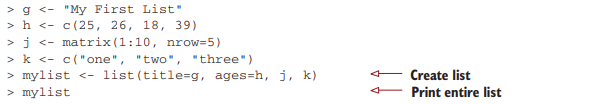 > g <- "My First List"
> h <- c(25, 26, 18, 39)
> j <- matrix(1:10, nrow=5)
> k <- c("one", "two", "three")
> mylist <- list(title=g, ages=h, j, k) Create list
> mylist Print entire list